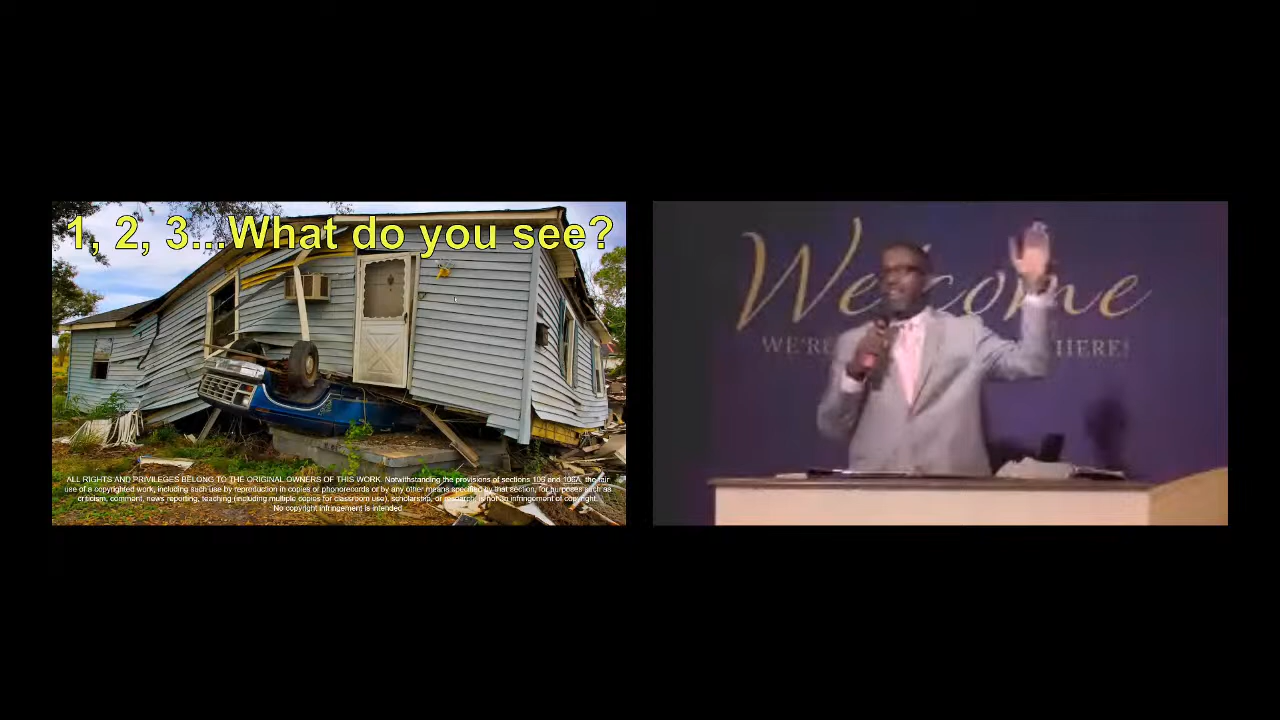 1, 2, 3...What do you see?
ALL RIGHTS AND PRIVILEGES BELONG TO THE ORIGINAL OWNERS OF THIS WORK. Notwithstanding the provisions of sections 106 and 106A, the fair
use of a copyrighted work, including such use by reproduction in copies or phonorecords or by any other means specified by that section, for purposes such as
criticism, comment, news reporting, teaching (including multiple copies for classroom use), scholarship, or research, is not an infringement of copyright.
No copyright infringement is intended
Welcome
WE'RE HERE!